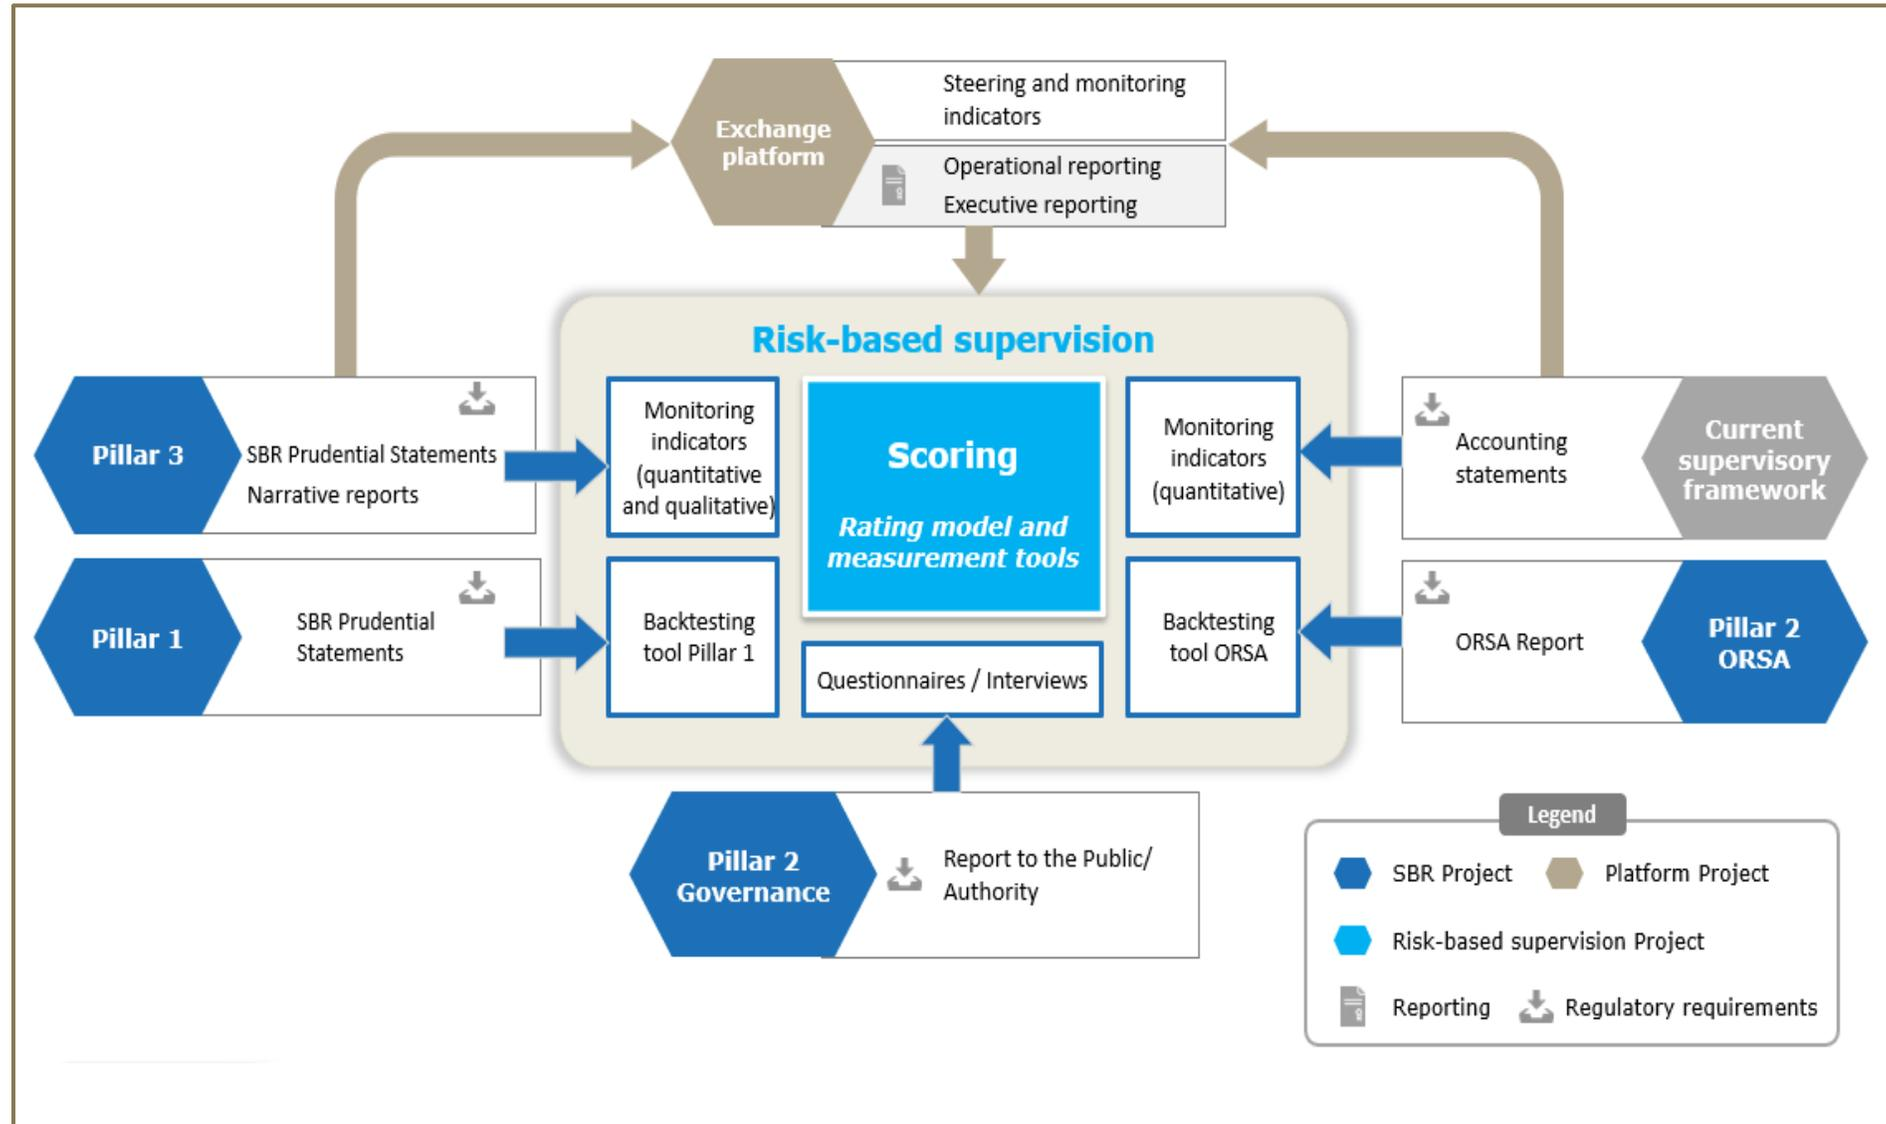 Exchange
platform
Steering and monitoring
indicators
Operational reporting
Executive reporting
Risk-based supervision
Pillar 3
SBR Prudential Statements
Narrative reports
Monitoring
indicators
(quantitative
and qualitative)
Scoring
Rating model and
measurement tools
Monitoring
indicators
(quantitative)
Accounting
statements
Current
supervisory
framework
Pillar 1
SBR Prudential
Statements
Backtesting
tool Pillar 1
Questionnaires / Interviews
Backtesting
tool ORSA
ORSA Report
Pillar 2
ORSA
Pillar 2
Governance
Report to the Public/
Authority
Legend
SBR Project
Platform Project
Risk-based supervision Project
Reporting
Regulatory requirements